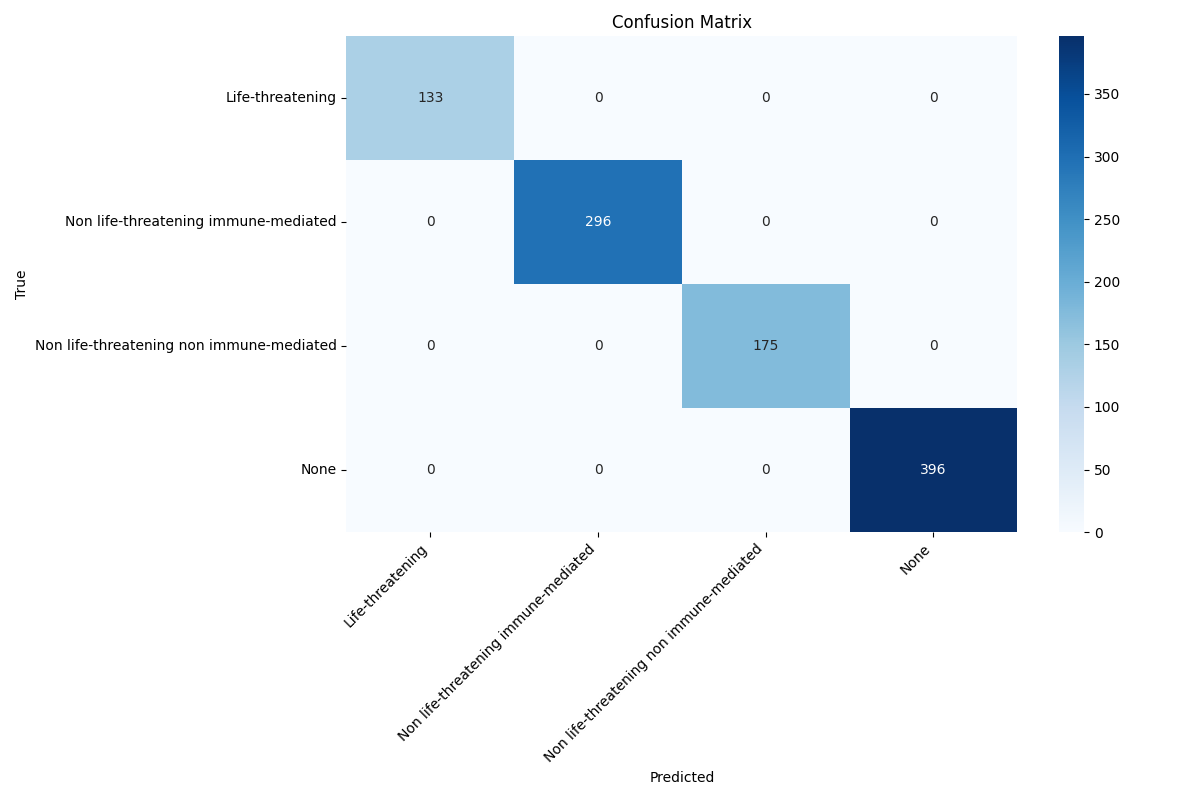 Confusion Matrix
True
Life-threatening 133 0 0 0
Non life-threatening immune-mediated 0 296 0 0
Non life-threatening non immune-mediated 0 0 175 0
None 0 0 0 396
Life-threatening
Non life-threatening immune-mediated
Non life-threatening non immune-mediated
None
Predicted
350
300
250
200
150
100
50
0